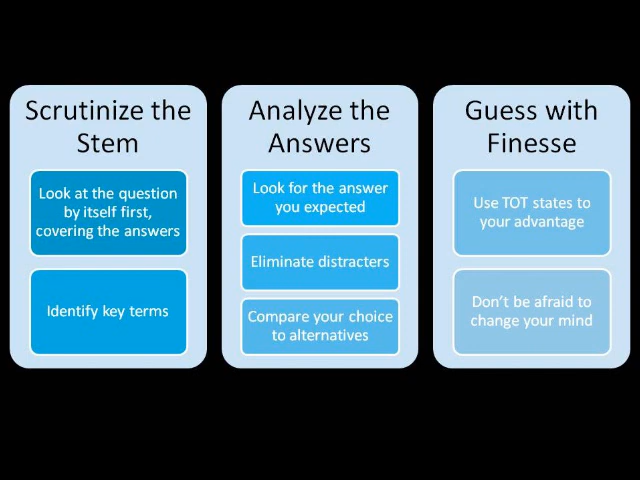 Scrutinize the
Stem
Look at the question
by itself first,
covering the answers
Identify key terms
Analyze the
Answers
Look for the answer
you expected
Eliminate distracters
Compare your choice
to alternatives
Guess with
Finesse
Use TOT states to
your advantage
Don't be afraid to
change your mind